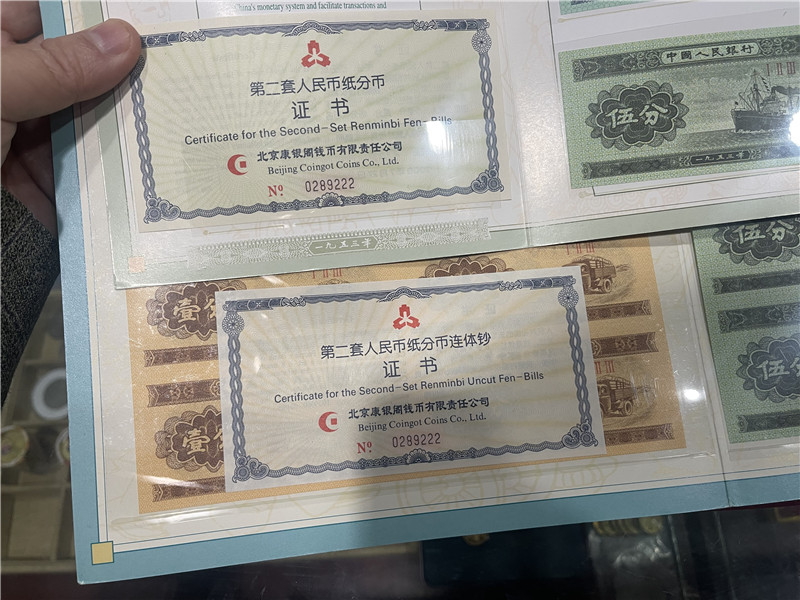 China's monetary system and facilitate transactions and
第二套人民币纸分币
证书
Certificate for the Second-Set Renminbi Fen-Bills
北京康银阁钱币有限责任公司
Beijing Coingot Coins Co., Ltd.
Nº 0289222
一九五三年
中國人民银行
I II III
伍分
一九五三年
第二套人民币纸分币连体钞
证书
Certificate for the Second-Set Renminbi Uncut Fen-Bills
北京康银阁钱币有限责任公司
Beijing Coingot Coins Co., Ltd.
Nº 0289222
壹
壹
伍分
伍分